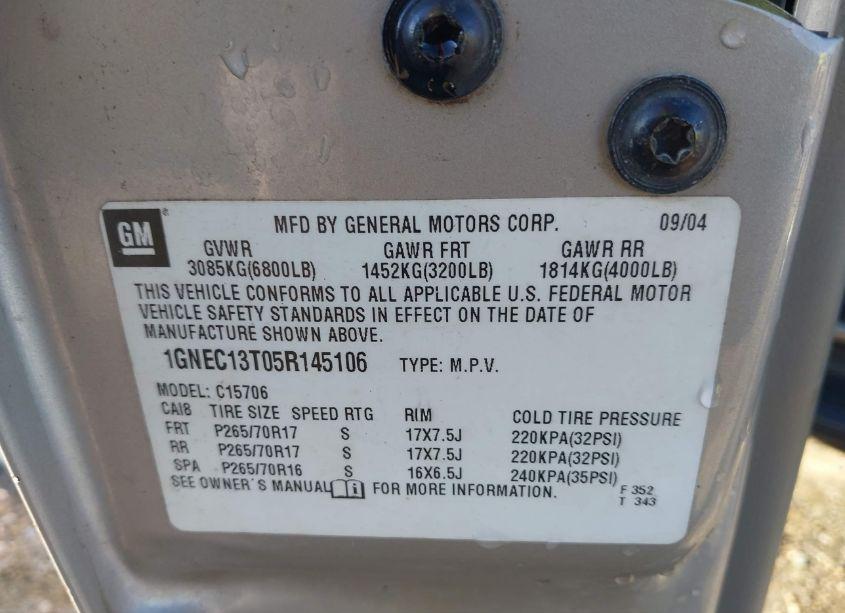 GM ® MFD BY GENERAL MOTORS CORP. 09/04
GVWR GAWR FRT GAWR RR
3085KG(6800LB) 1452KG(3200LB) 1814KG(4000LB)
THIS VEHICLE CONFORMS TO ALL APPLICABLE U.S. FEDERAL MOTOR
VEHICLE SAFETY STANDARDS IN EFFECT ON THE DATE OF
MANUFACTURE SHOWN ABOVE.
1GNEC13T05R145106 TYPE: M.P.V.
MODEL: C15706
CAI8 TIRE SIZE SPEED RTG RIM COLD TIRE PRESSURE
FRT P265/70R17 S 17X7.5J 220KPA(32PSI)
RR P265/70R17 S 17X7.5J 220KPA(32PSI)
SPA P265/70R16 S 16X6.5J 240KPA(35PSI)
SEE OWNER'S MANUAL i FOR MORE INFORMATION. F 352
T 343